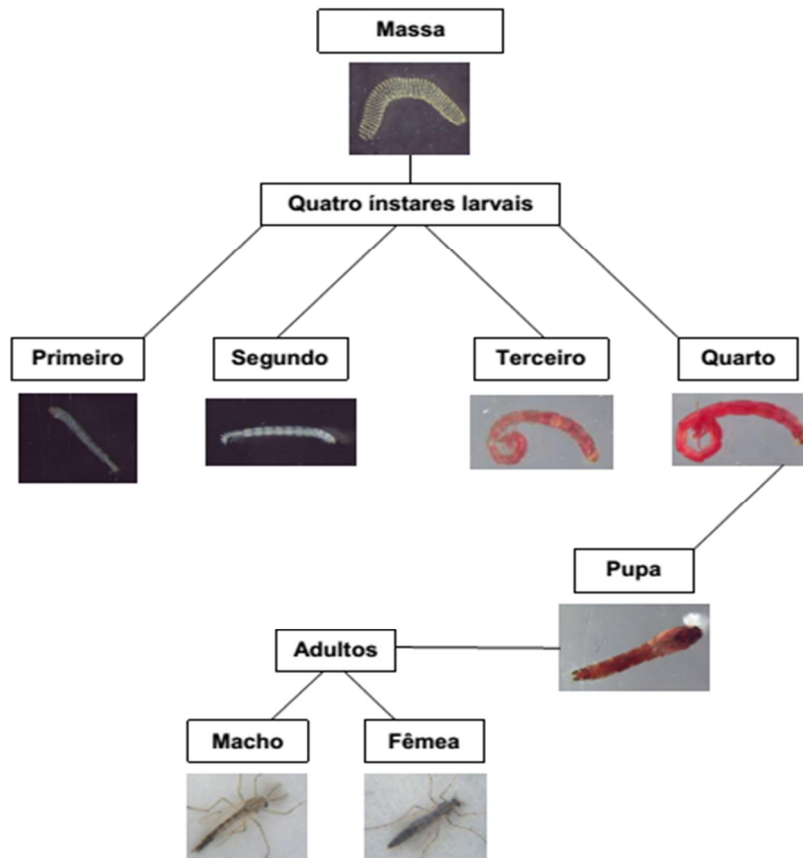 Massa
Quatro ínstares larvais
Primeiro
Segundo
Terceiro
Quarto
Pupa
Adultos
Macho
Fêmea